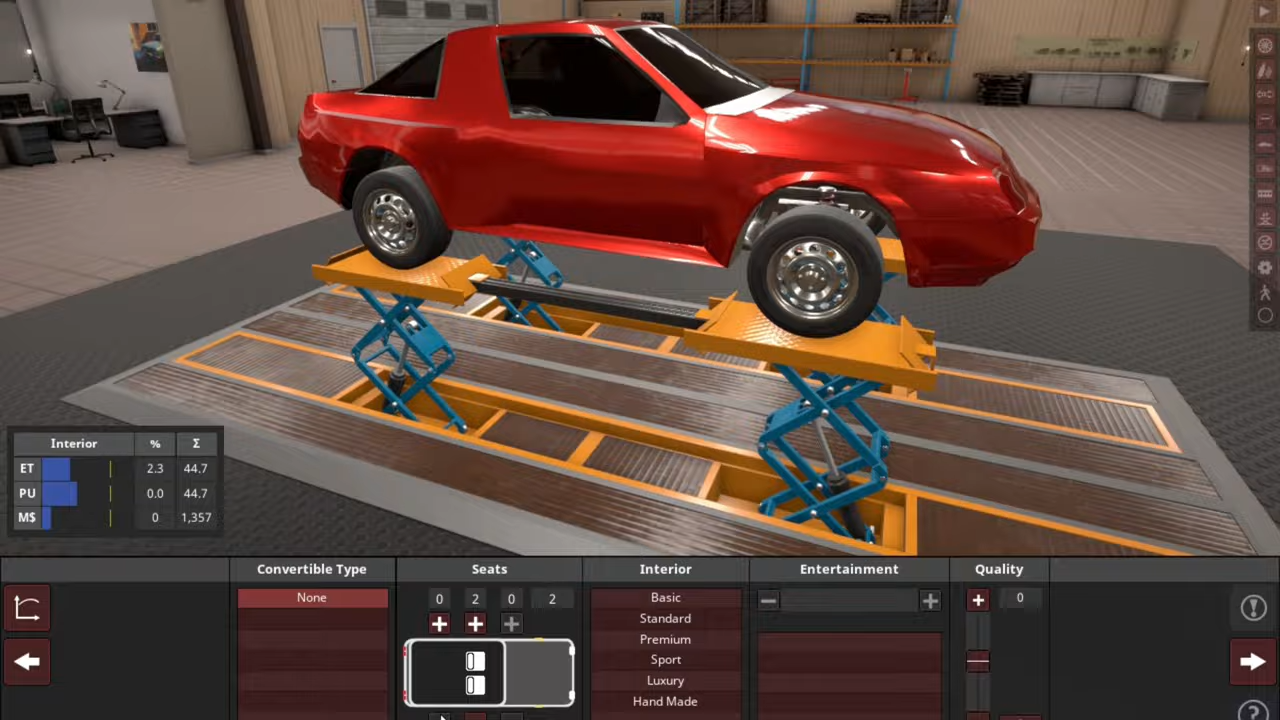 Interior % Σ
ET 2.3 44.7
PU 0.0 44.7
M$ 0 1,357
Convertible Type Seats Interior Entertainment Quality
None
0 2 0 2
Basic
Standard
Premium
Sport
Luxury
Hand Made
0